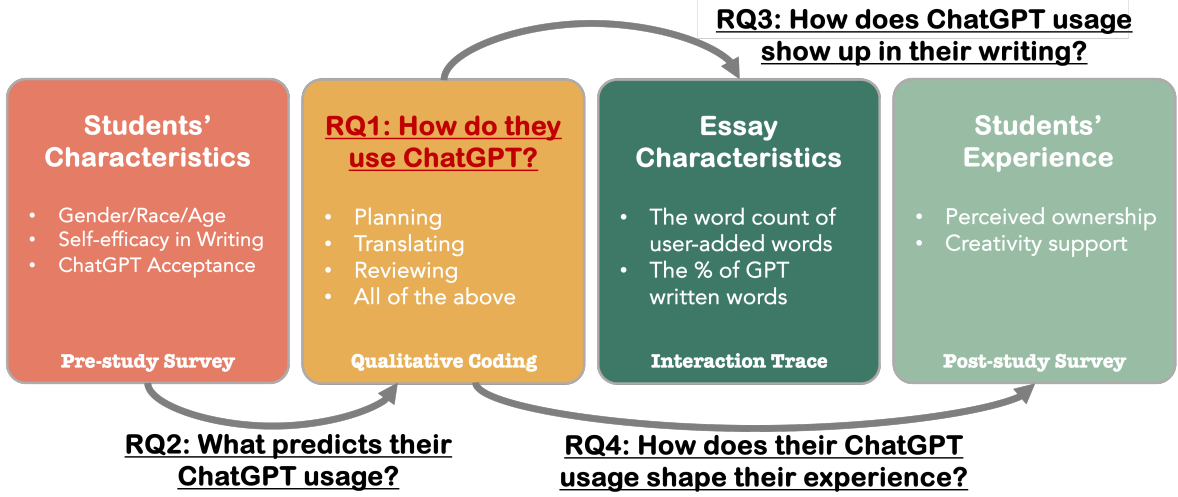 RQ3: How does ChatGPT usage
show up in their writing?
Students’
Characteristics
• Gender/Race/Age
• Self-efficacy in Writing
• ChatGPT Acceptance
Pre-study Survey
RQ1: How do they
use ChatGPT?
• Planning
• Translating
• Reviewing
• All of the above
Qualitative Coding
Essay
Characteristics
• The word count of
user-added words
• The % of GPT
written words
Interaction Trace
Students’
Experience
• Perceived ownership
• Creativity support
Post-study Survey
RQ2: What predicts their
ChatGPT usage?
RQ4: How does their ChatGPT
usage shape their experience?